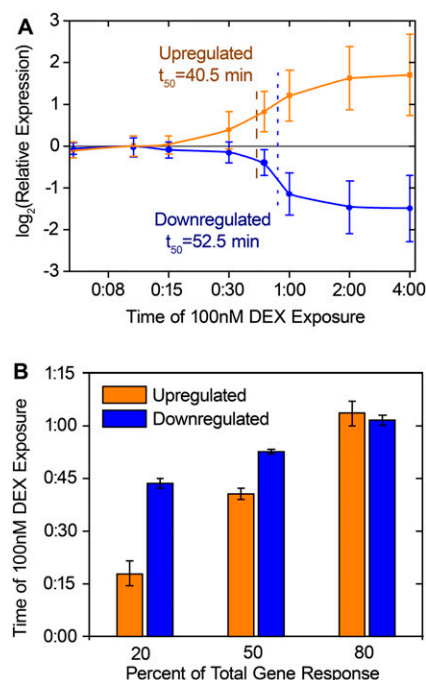 A
Upregulated
t50=40.5 min
Downregulated
t50=52.5 min
3
2
1
0
-1
-2
-3
log2(Relative Expression)
0:08 0:15 0:30 1:00 2:00 4:00
Time of 100nM DEX Exposure
B
Upregulated
Downregulated
1:15
1:00
0:45
0:30
0:15
0:00
Time of 100nM DEX Exposure
20 50 80
Percent of Total Gene Response